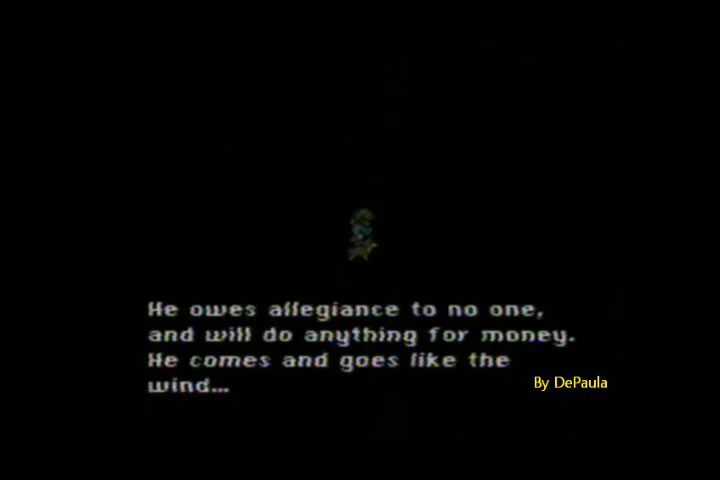 He owes allegiance to no one,
and will do anything for money.
He comes and goes like the
wind...
By DePaula